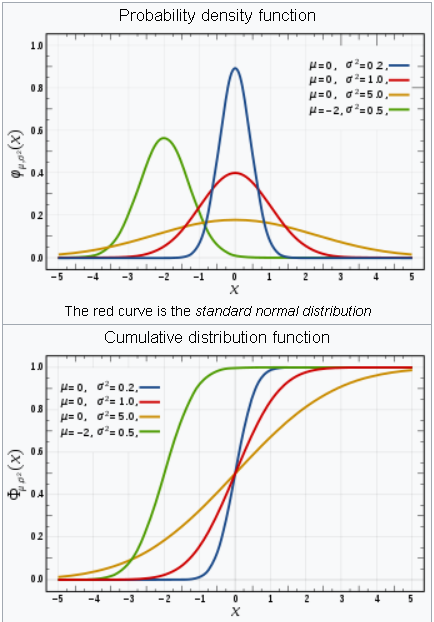 Probability density function
φμ,σ²(x)
1.0
0.8
0.6
0.4
0.2
0.0
μ=0, σ²=0.2,
μ=0, σ²=1.0,
μ=0, σ²=5.0,
μ=−2, σ²=0.5,
−5 −4 −3 −2 −1 0 1 2 3 4 5
x
The red curve is the standard normal distribution
Cumulative distribution function
Φμ,σ²(x)
1.0
0.8
0.6
0.4
0.2
0.0
μ=0, σ²=0.2,
μ=0, σ²=1.0,
μ=0, σ²=5.0,
μ=−2, σ²=0.5,
−5 −4 −3 −2 −1 0 1 2 3 4 5
x